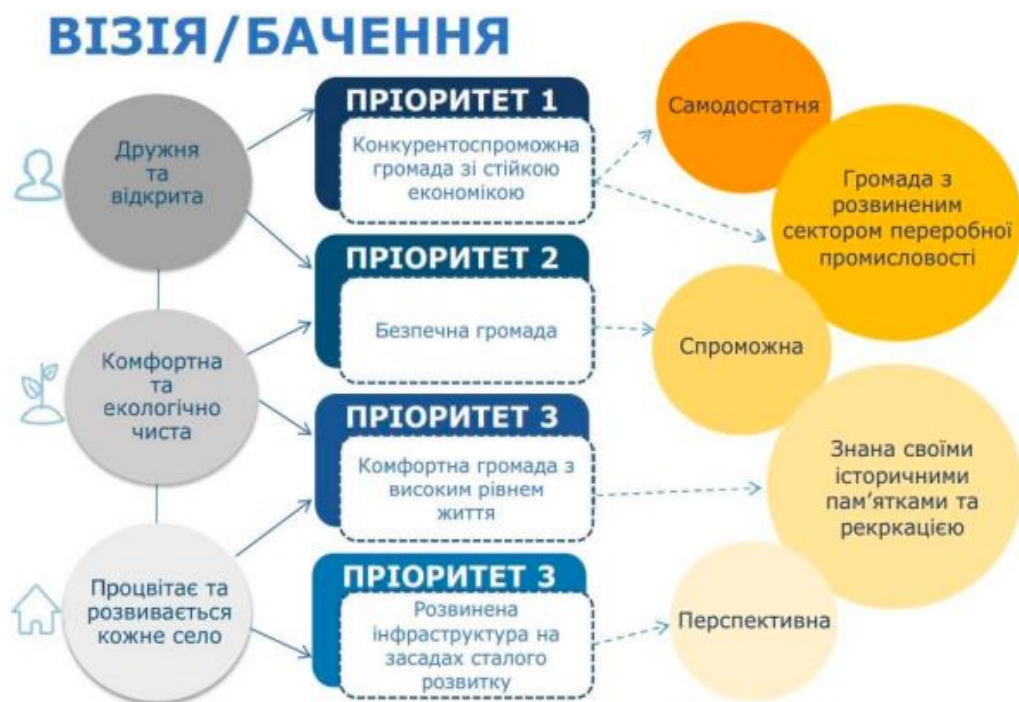 ВІЗІЯ/БАЧЕННЯ
Дружня
та
відкрита
Комфортна
та
екологічно
чиста
Процвітає та
розвивається
кожне село
ПРІОРИТЕТ 1
Конкурентоспроможна
громада зі стійкою
економікою
ПРІОРИТЕТ 2
Безпечна громада
ПРІОРИТЕТ 3
Комфортна громада з
високим рівнем
життя
ПРІОРИТЕТ 3
Розвинена
інфраструктура на
засадах сталого
розвитку
Самодостатня
Громада з
розвиненим
сектором переробної
промисловості
Спроможна
Знана своїми
історичними
пам’ятками та
рекркацією
Перспективна